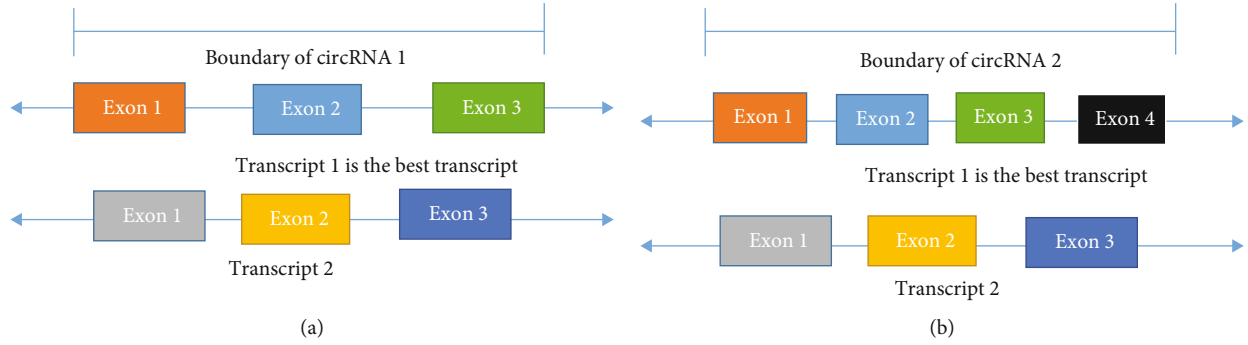 Boundary of circRNA 1
Exon 1 Exon 2 Exon 3
Transcript 1 is the best transcript
Exon 1 Exon 2 Exon 3
Transcript 2
(a)
Boundary of circRNA 2
Exon 1 Exon 2 Exon 3 Exon 4
Transcript 1 is the best transcript
Exon 1 Exon 2 Exon 3
Transcript 2
(b)